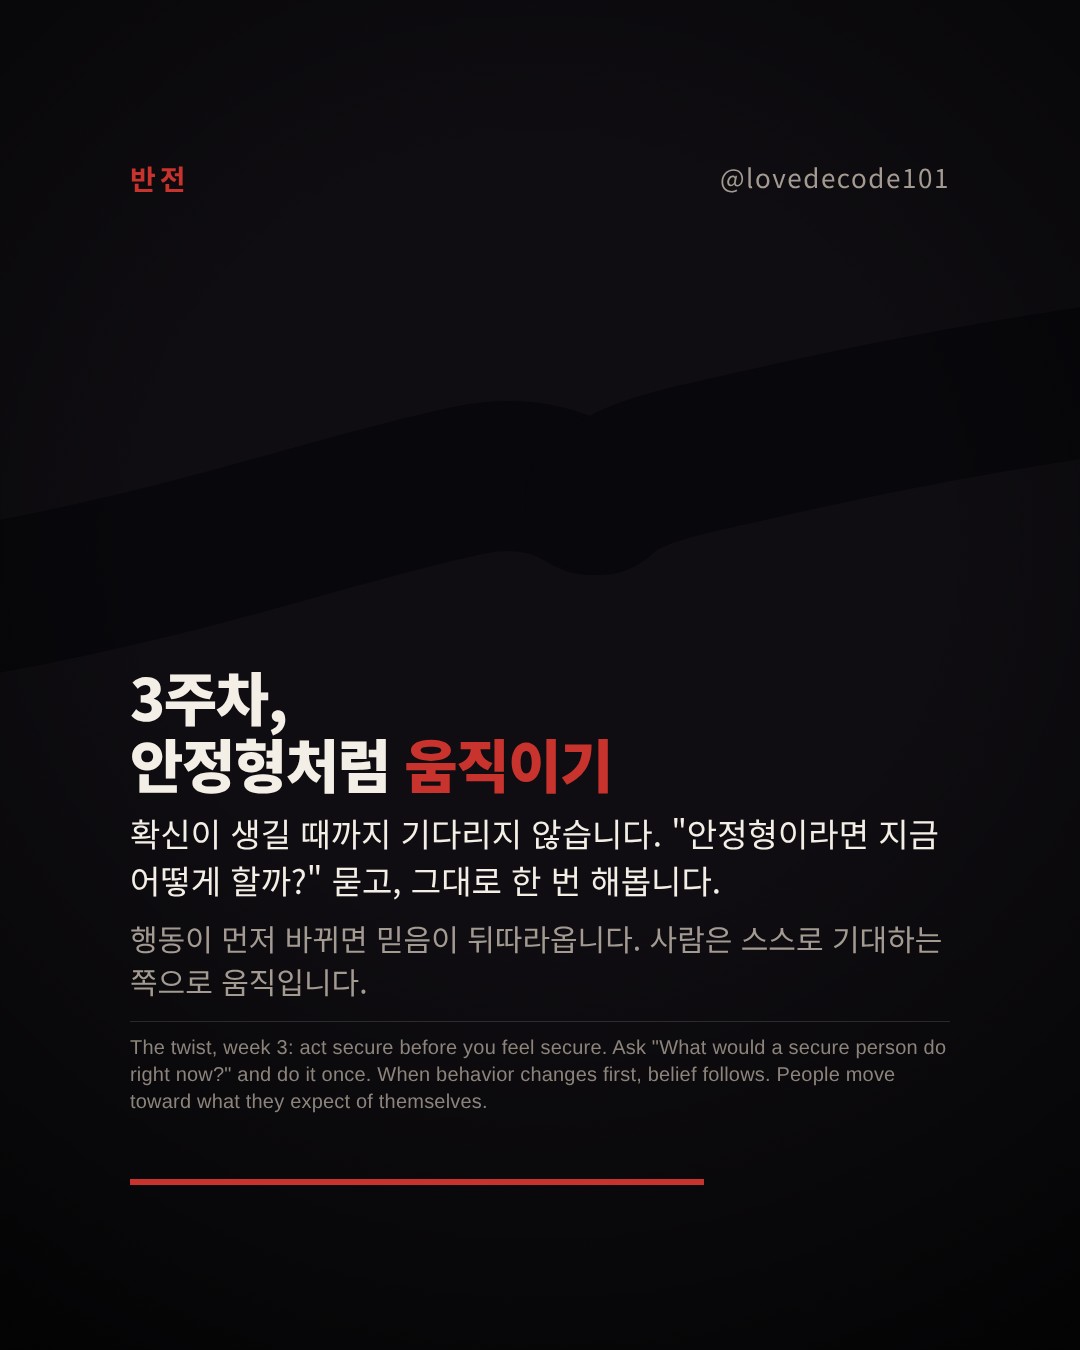 반전
@lovedecode101
3주차,
안정형처럼 움직이기
확신이 생길 때까지 기다리지 않습니다. "안정형이라면 지금
어떻게 할까?" 묻고, 그대로 한 번 해봅니다.
행동이 먼저 바뀌면 믿음이 뒤따라옵니다. 사람은 스스로 기대하는
쪽으로 움직입니다.
The twist, week 3: act secure before you feel secure. Ask "What would a secure person do
right now?" and do it once. When behavior changes first, belief follows. People move
toward what they expect of themselves.